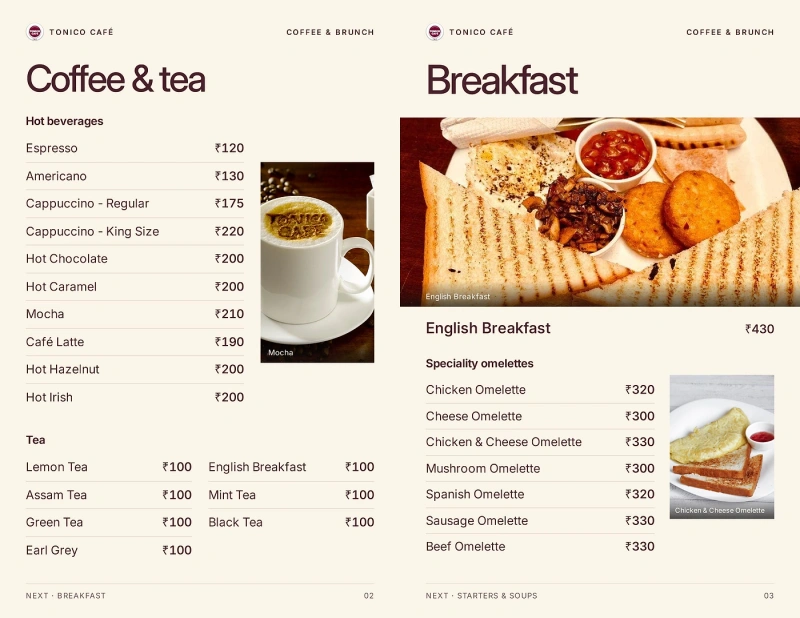 TONICO CAFÉ
COFFEE & BRUNCH
Coffee & tea
Hot beverages
Espresso ₹120
Americano ₹130
Cappuccino - Regular ₹175
Cappuccino - King Size ₹220
Hot Chocolate ₹200
Hot Caramel ₹200
Mocha ₹210
Café Latte ₹190
Hot Hazelnut ₹200
Hot Irish ₹200
TONICO
CAFE
Mocha
Tea
Lemon Tea ₹100
Assam Tea ₹100
Green Tea ₹100
Earl Grey ₹100
English Breakfast ₹100
Mint Tea ₹100
Black Tea ₹100
NEXT · BREAKFAST
02
TONICO CAFÉ
COFFEE & BRUNCH
Breakfast
English Breakfast
English Breakfast ₹430
Speciality omelettes
Chicken Omelette ₹320
Cheese Omelette ₹300
Chicken & Cheese Omelette ₹330
Mushroom Omelette ₹300
Spanish Omelette ₹320
Sausage Omelette ₹330
Beef Omelette ₹330
Chicken & Cheese Omelette
NEXT · STARTERS & SOUPS
03